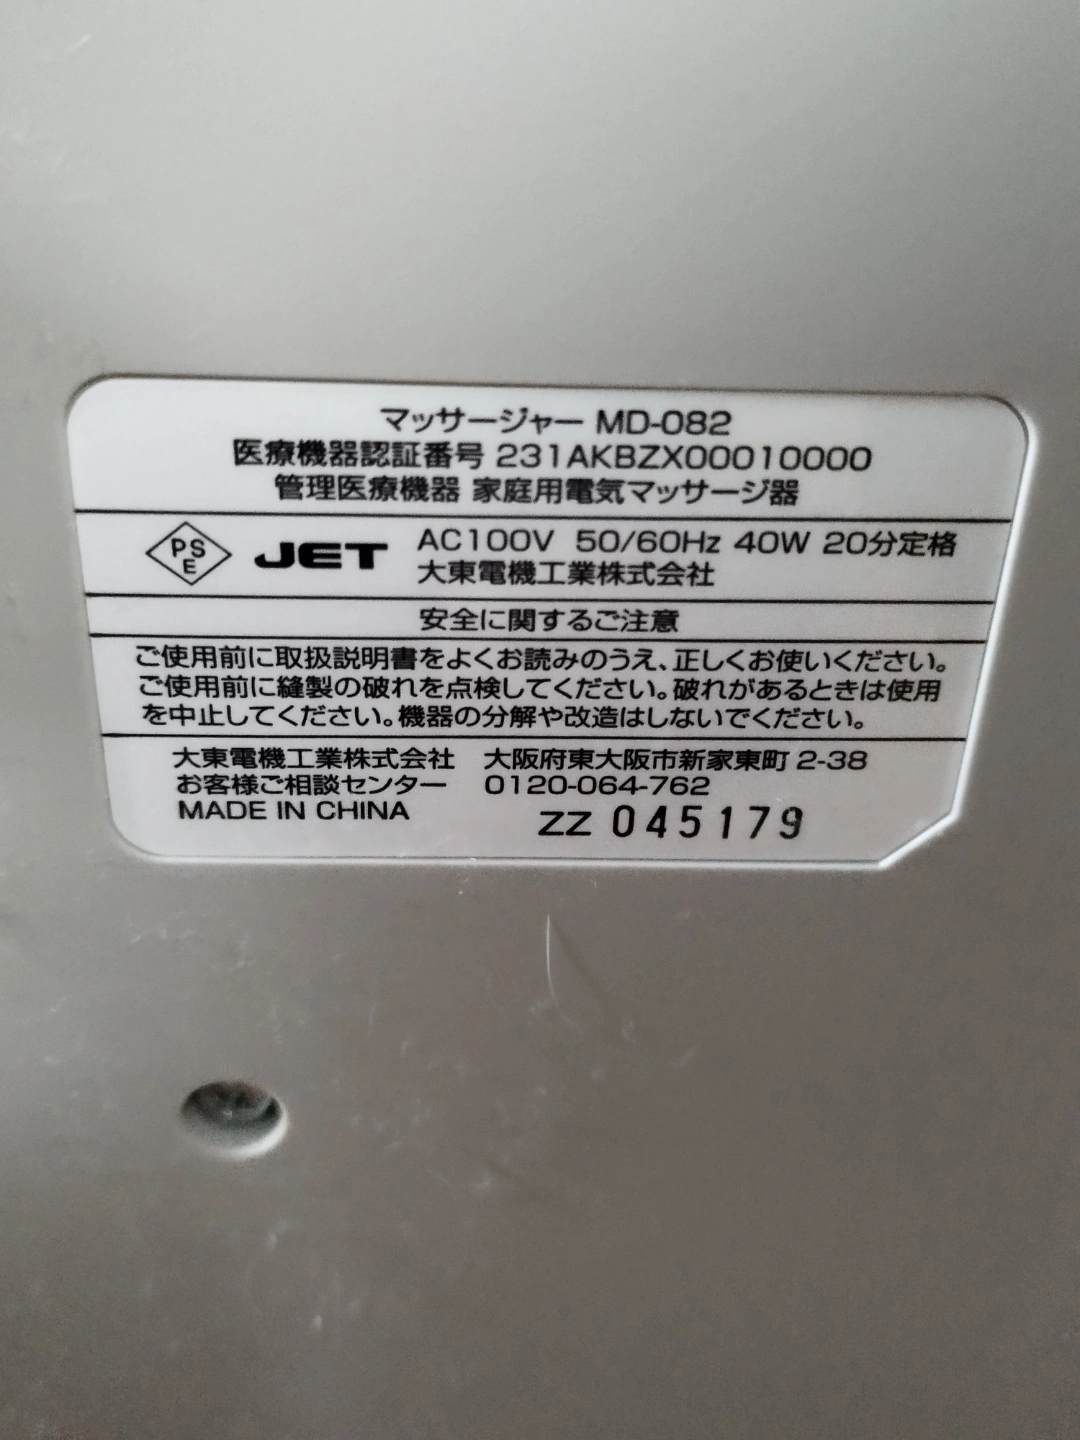 マッサージャー MD-082
医療機器認証番号 231AKBZX00010000
管理医療機器 家庭用電気マッサージ器
PS
E
JET
AC100V 50/60Hz 40W 20分定格
大東電機工業株式会社
安全に関するご注意
ご使用前に取扱説明書をよくお読みのうえ、正しくお使いください。
ご使用前に縫製の破れを点検してください。破れがあるときは使用
を中止してください。機器の分解や改造はしないでください。
大東電機工業株式会社 大阪府東大阪市新家東町 2-38
お客様ご相談センター 0120-064-762
MADE IN CHINA
ZZ 045179